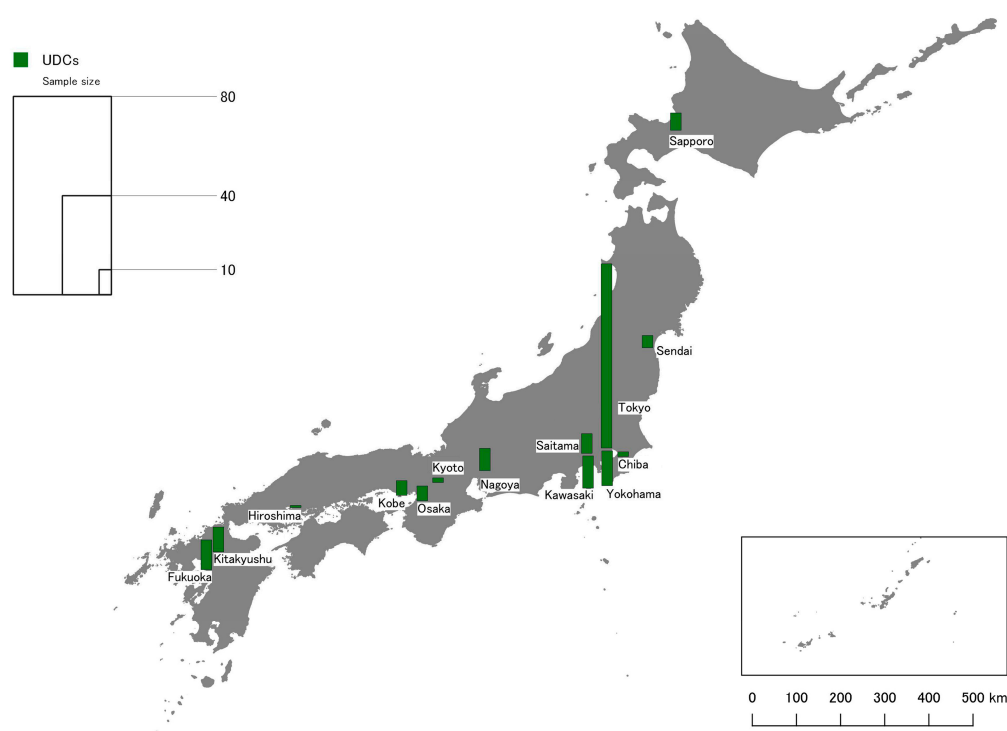 UDCs
Sample size
80
40
10
Sapporo
Sendai
Tokyo
Saitama
Chiba
Kyoto
Nagoya
Kawasaki
Yokohama
Kobe
Osaka
Hiroshima
Kitakyushu
Fukuoka
0 100 200 300 400 500 km